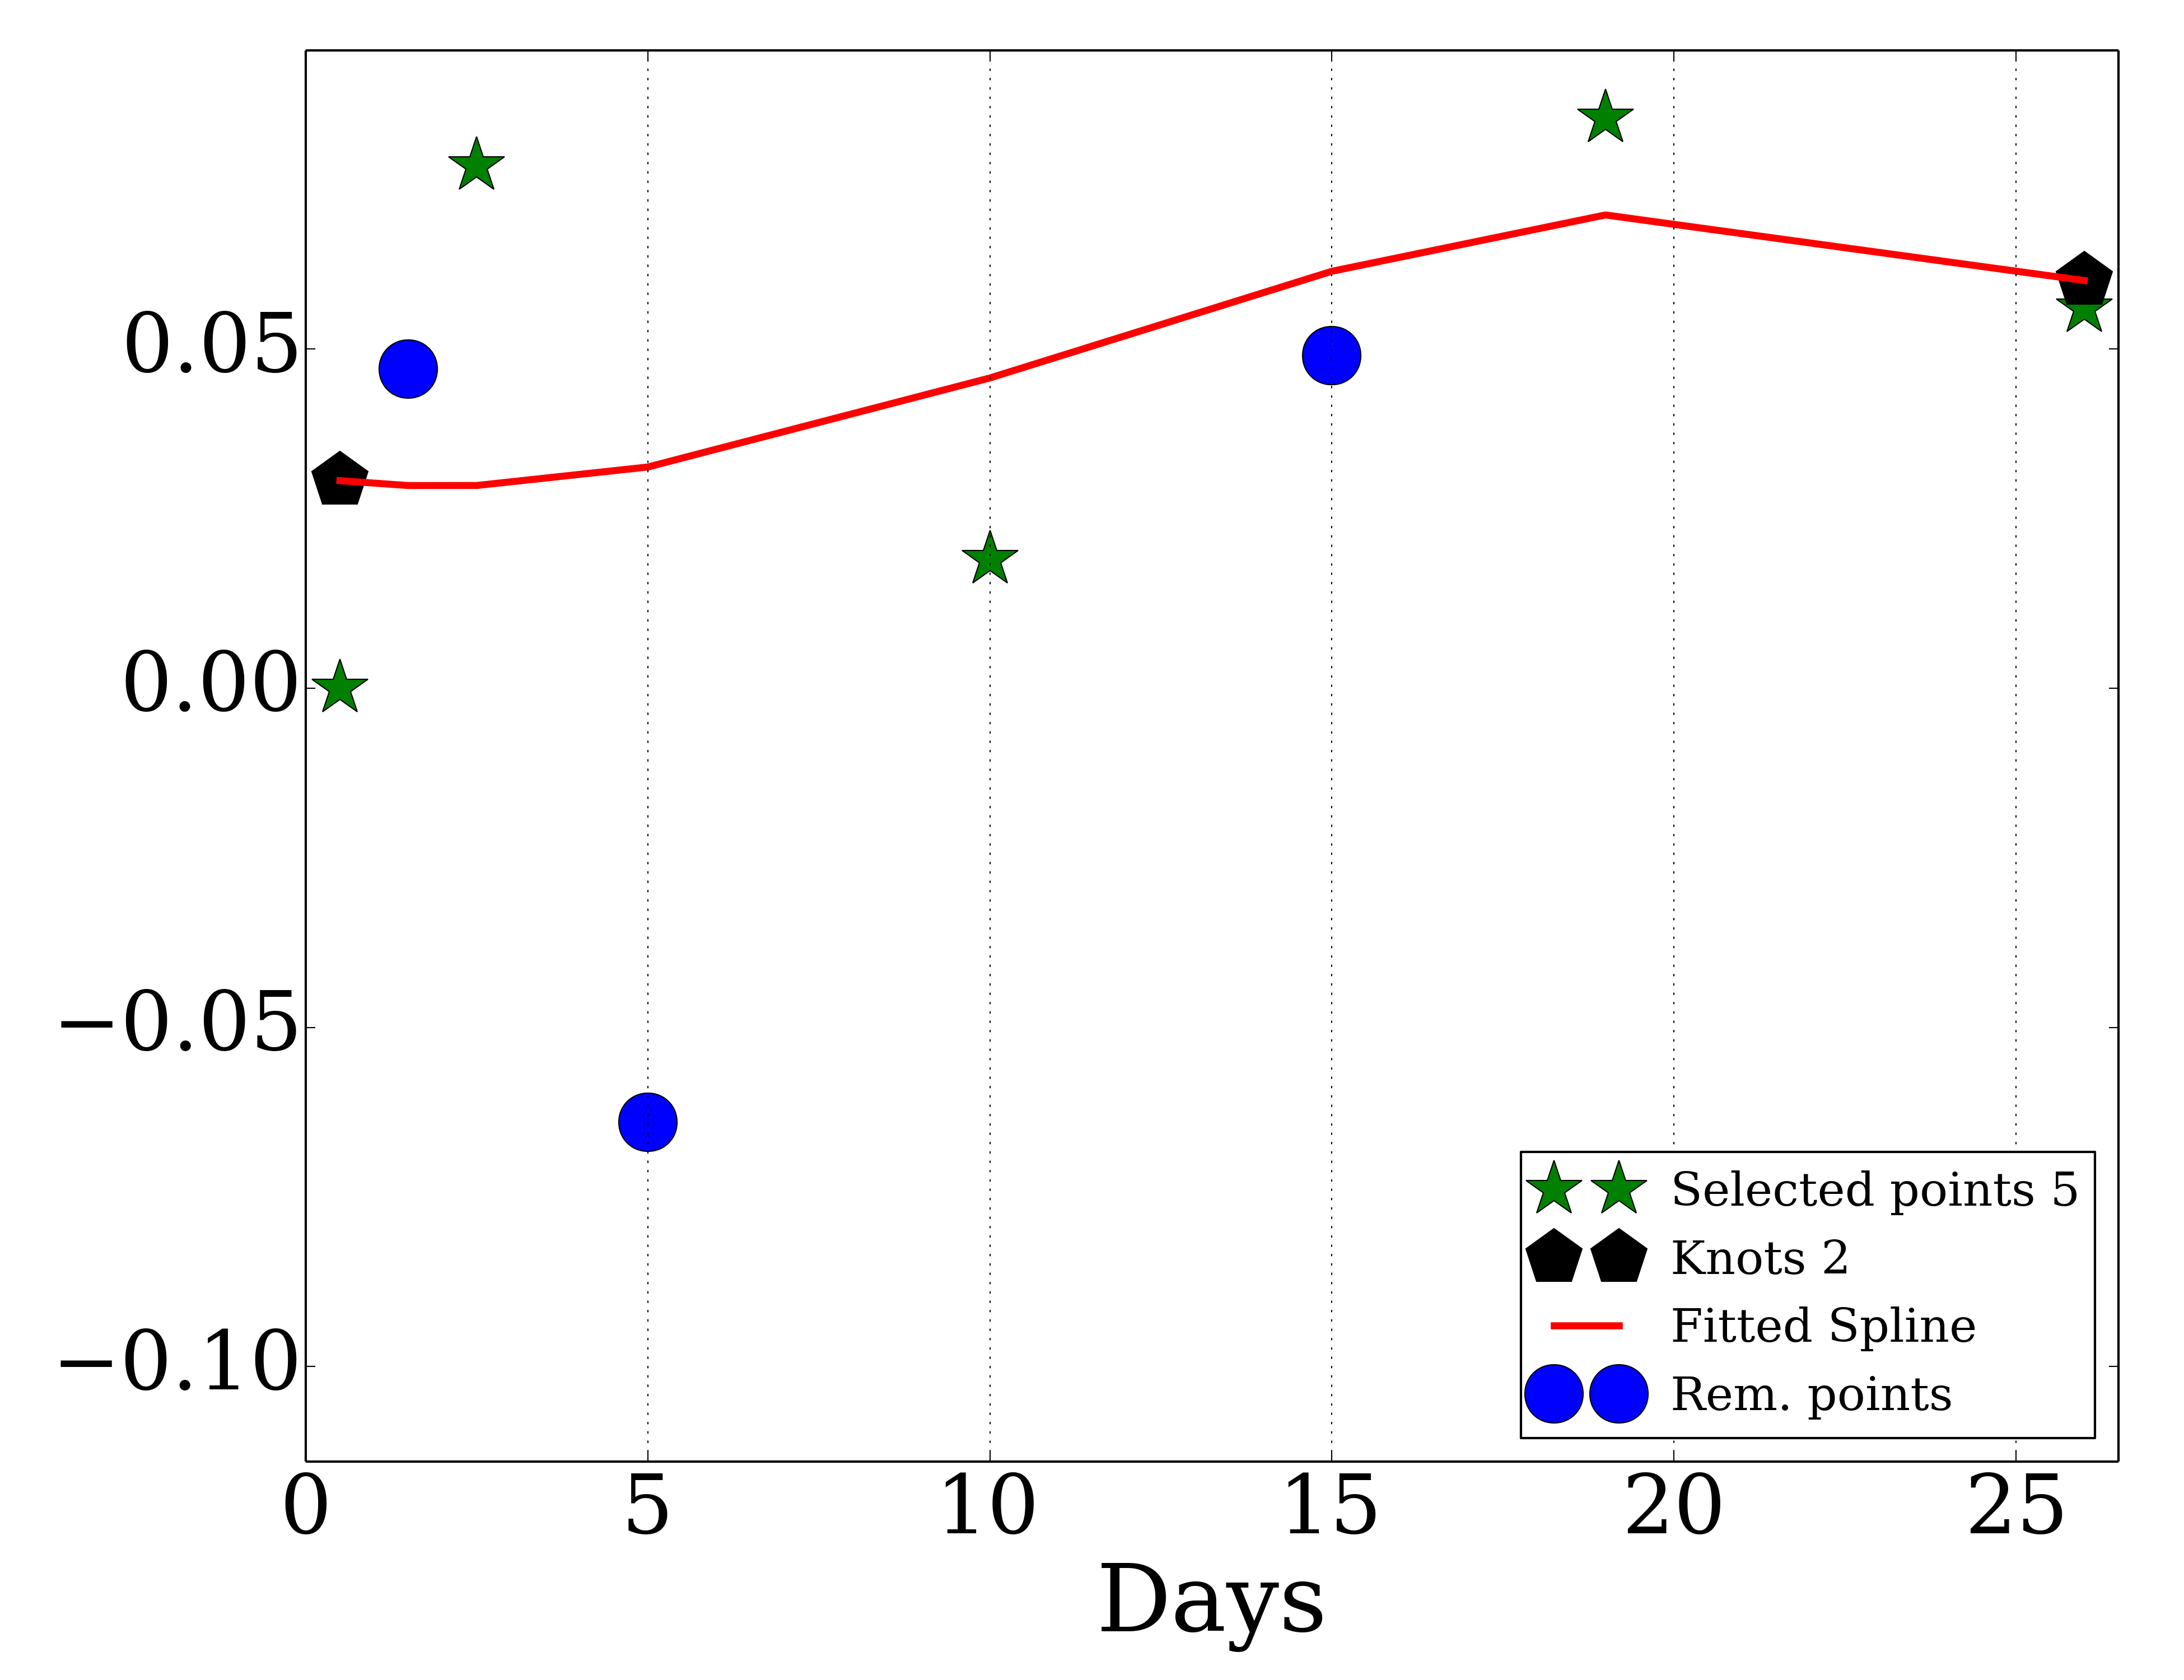 0.05
0.00
−0.05
−0.10
Selected points 5
Knots 2
Fitted Spline
Rem. points
0 5 10 15 20 25
Days